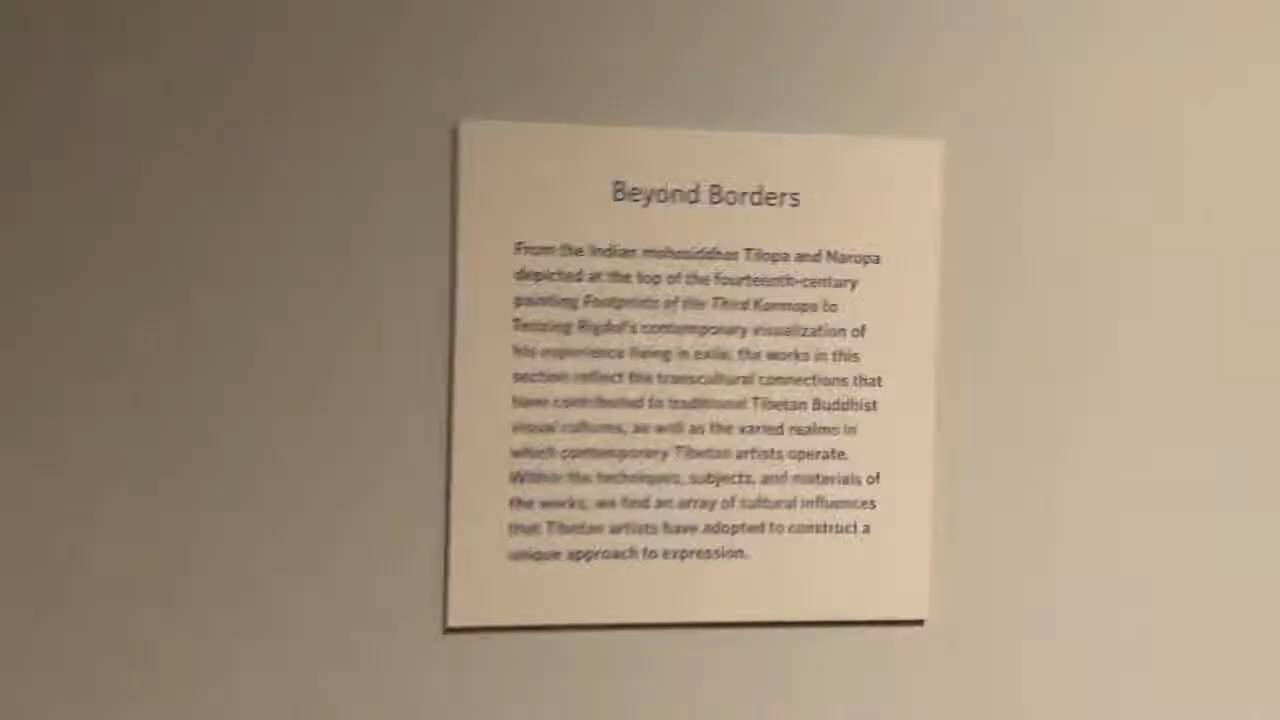 Beyond Borders
From the Indian mahasiddhas Tilopa and Naropa
depicted at the top of the fourteenth-century
painting Footprints of the Third Karmapa to
Tenzing Rigdol's contemporary visualization of
his experience living in exile, the works in this
section reflect the transcultural connections that
have contributed to traditional Tibetan Buddhist
visual cultures, as well as the varied realms in
which contemporary Tibetan artists operate.
Within the techniques, subjects, and materials of
the works, we find an array of cultural influences
that Tibetan artists have adopted to construct a
unique approach to expression.